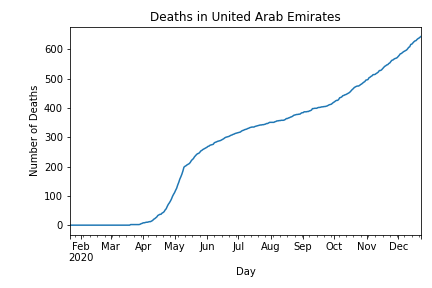 Deaths in United Arab Emirates
Number of Deaths
600
500
400
300
200
100
0
Feb Mar Apr May Jun Jul Aug Sep Oct Nov Dec
2020
Day